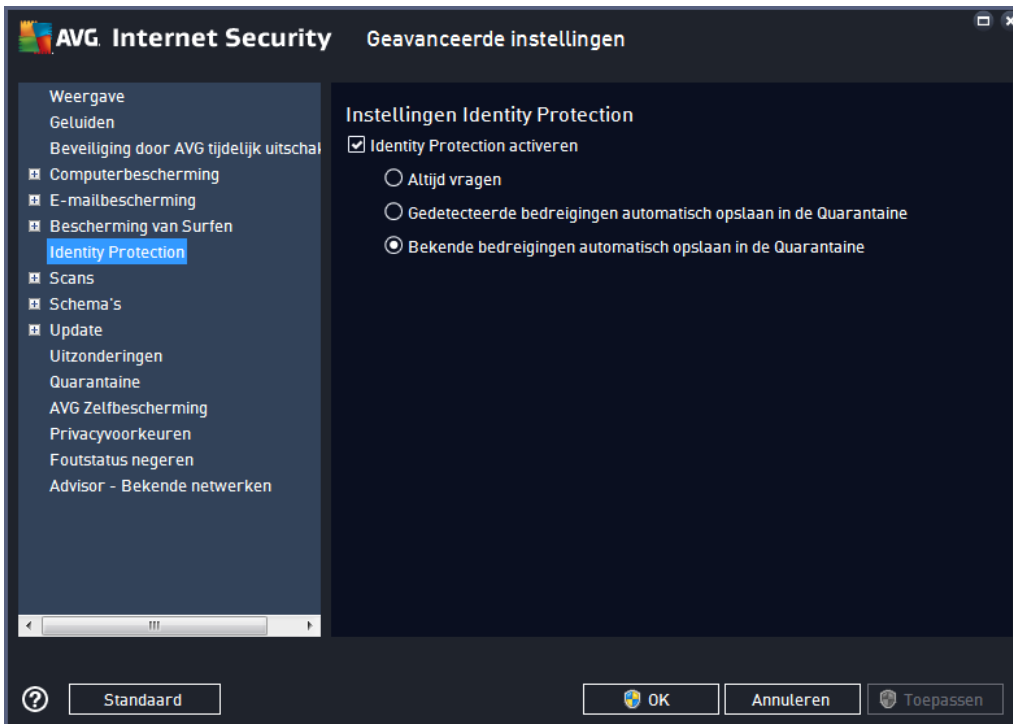 AVG. Internet Security
Geavanceerde instellingen
Weergave
Geluiden
Beveiliging door AVG tijdelijk uitschal
Computerbescherming
E-mailbescherming
Bescherming van Surfen
Identity Protection
Scans
Schema's
Update
Uitzonderingen
Quarantaine
AVG Zelfbescherming
Privacyvoorkeuren
Foutstatus negeren
Advisor - Bekende netwerken
Instellingen Identity Protection
Identity Protection activeren
Altijd vragen
Gedetecteerde bedreigingen automatisch opslaan in de Quarantaine
Bekende bedreigingen automatisch opslaan in de Quarantaine
?
Standaard
OK
Annuleren
Toepassen